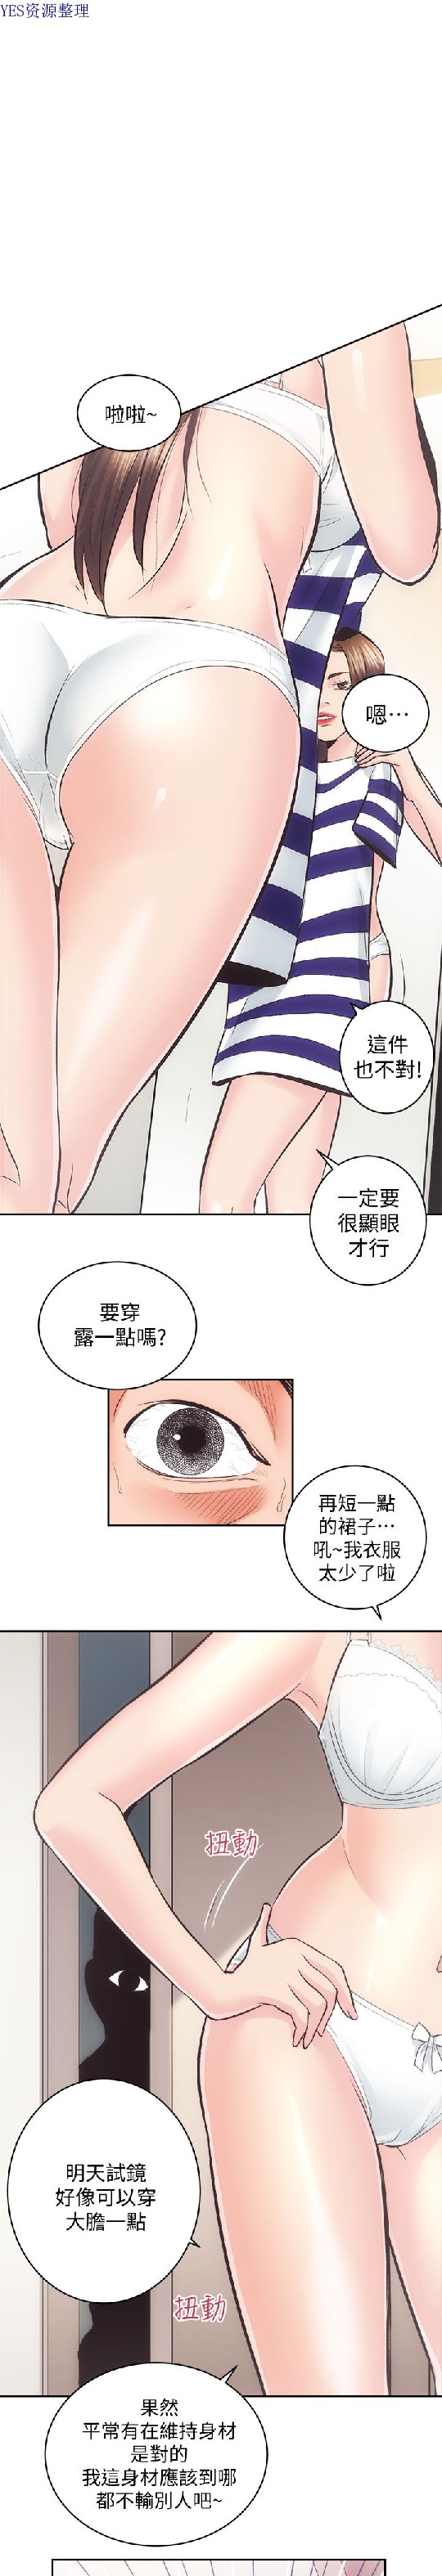 YES资源整理
啦啦~
嗯⋯
這件
也不對!
一定要
很顯眼
才行
要穿
露一點嗎?
再短一點
的裙子⋯
吼~我衣服
太少了啦
扭動
明天試鏡
好像可以穿
大膽一點
扭動
果然
平常有在維持身材
是對的
我這身材應該到哪
都不輸別人吧~